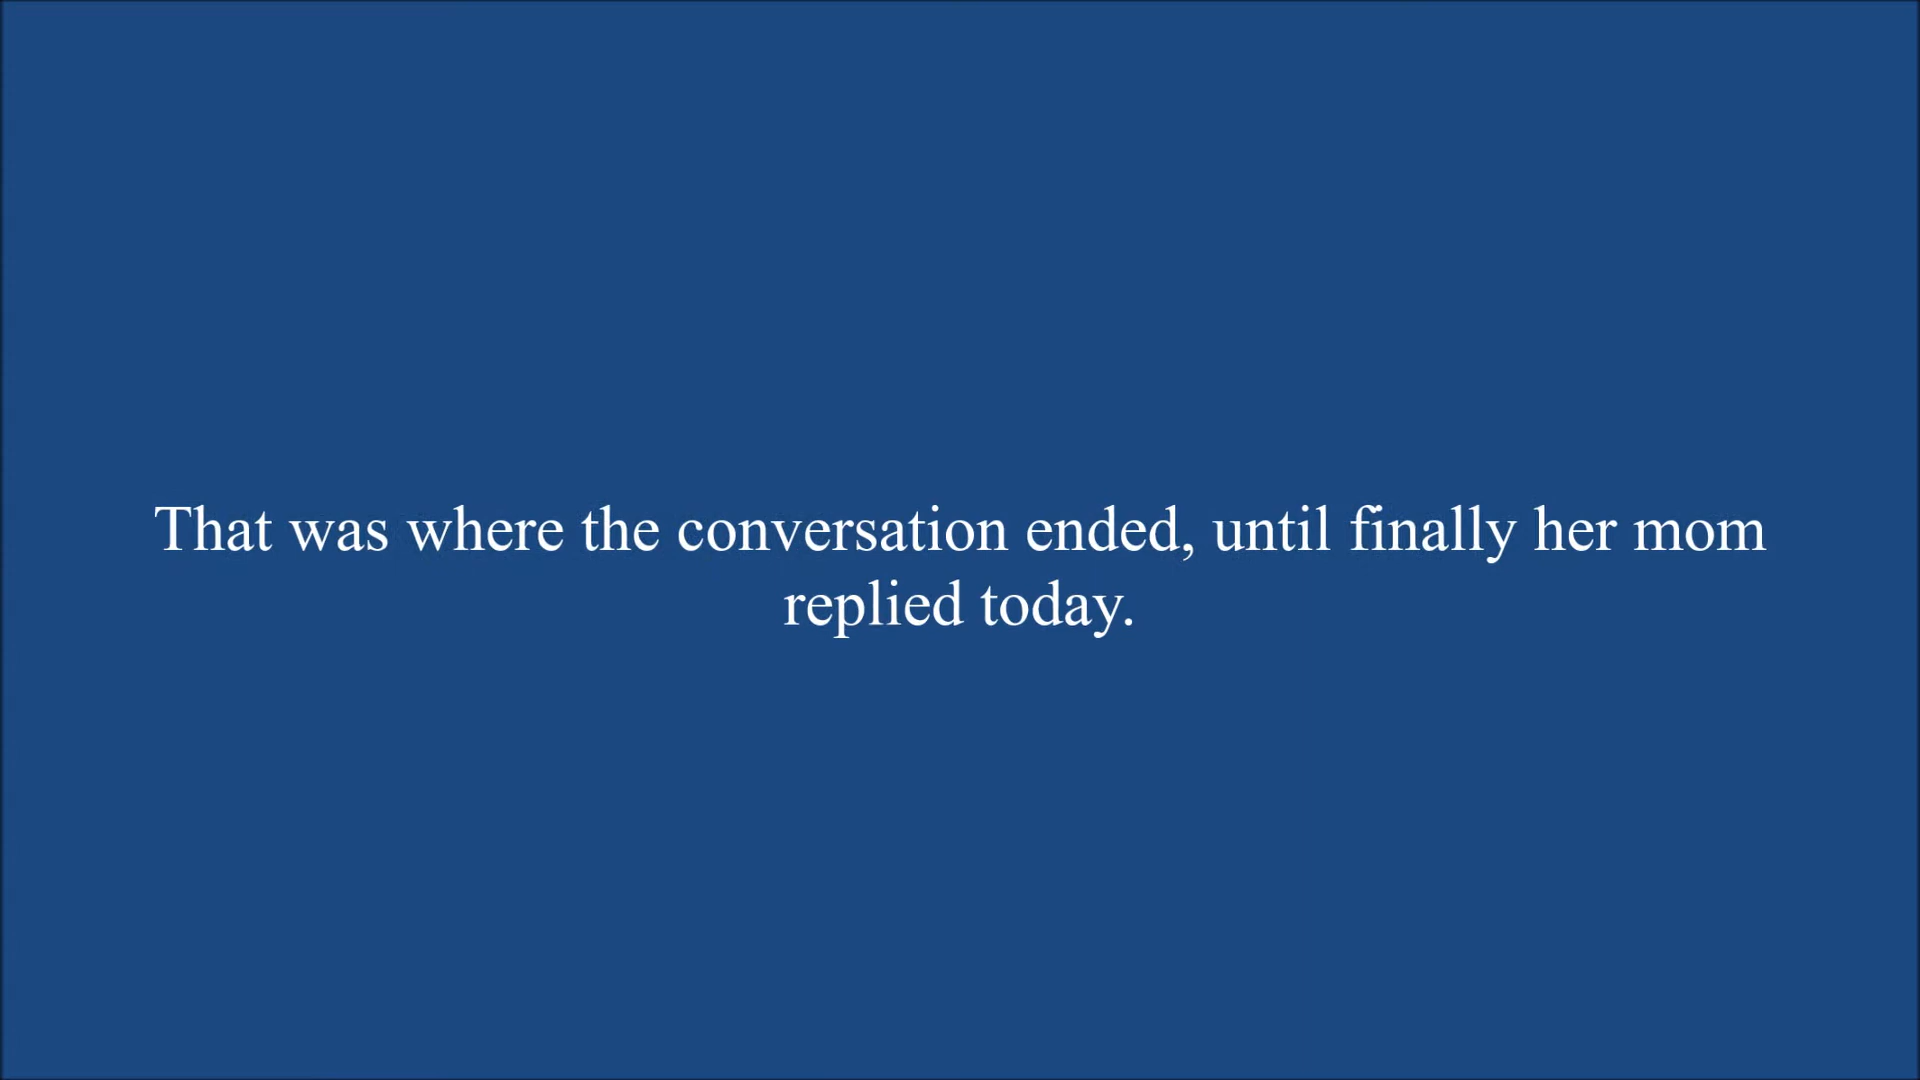 That was where the conversation ended, until finally her mom
replied today.